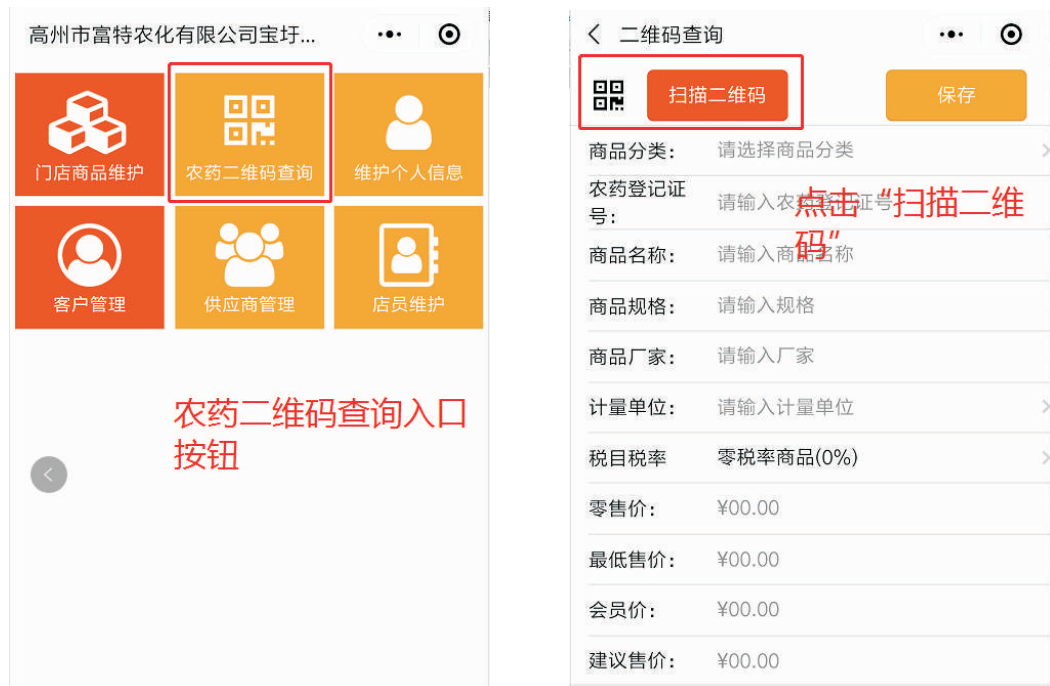 高州市富特农化有限公司宝圩...
门店商品维护
农药二维码查询
维护个人信息
客户管理
供应商管理
店员维护
农药二维码查询入口
按钮
二维码查询
扫描二维码
保存
商品分类: 请选择商品分类
农药登记证
号: 请输入农药登记证号
点击“扫描二维
码”
商品名称: 请输入商品名称
商品规格: 请输入规格
商品厂家: 请输入厂家
计量单位: 请输入计量单位
税目税率 零税率商品(0%)
零售价: ¥00.00
最低售价: ¥00.00
会员价: ¥00.00
建议售价: ¥00.00